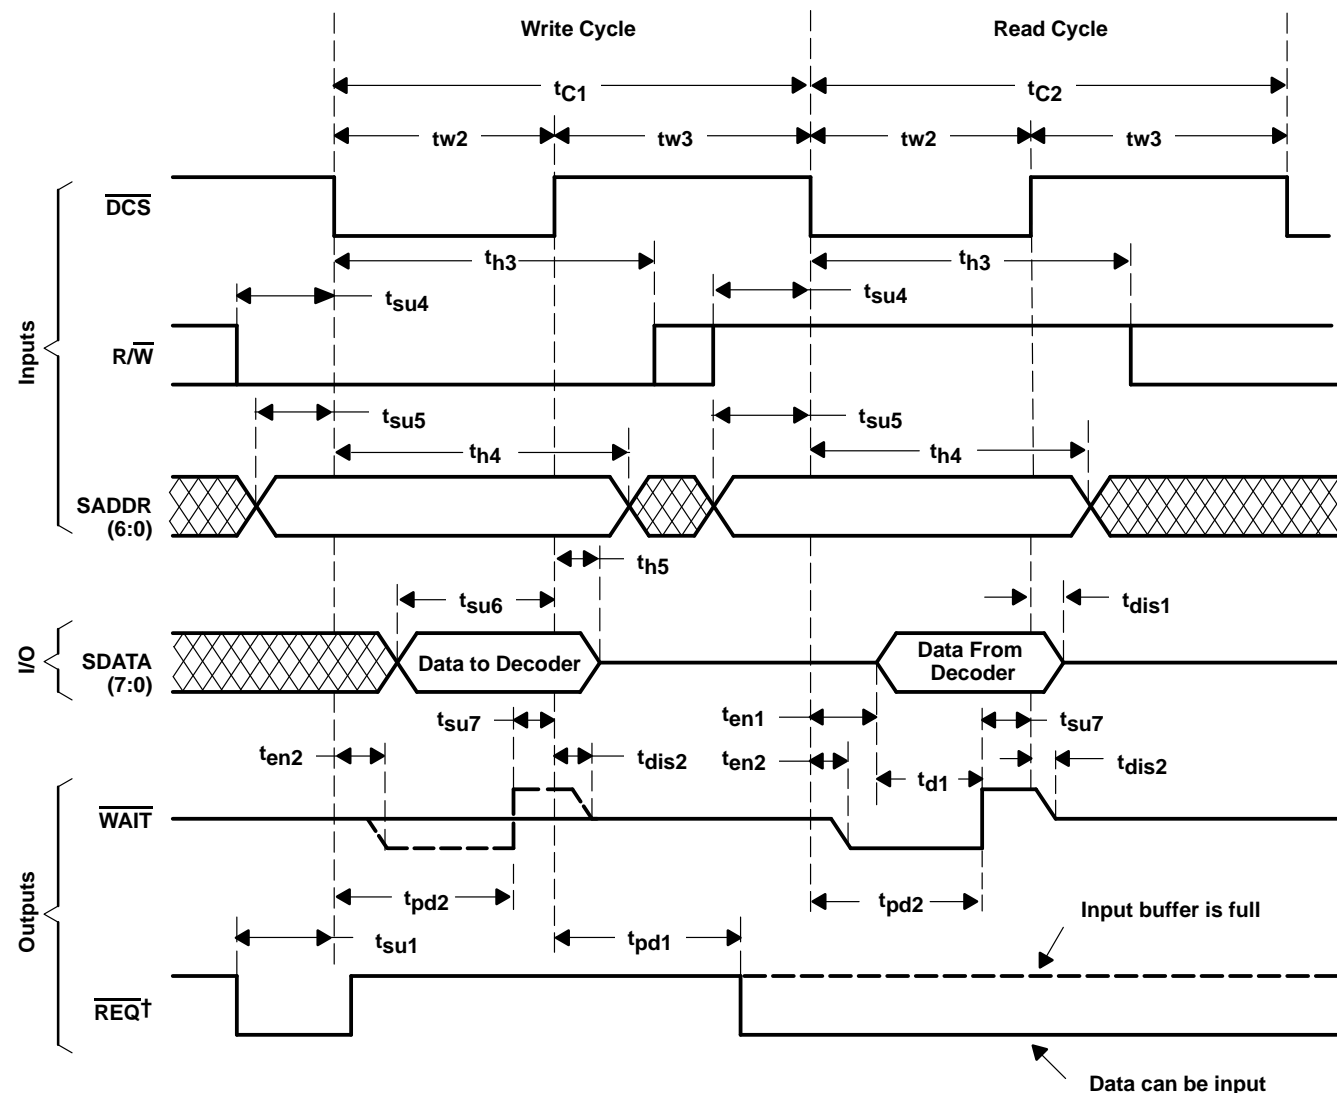 Write Cycle
Read Cycle
tC1
tC2
tw2
tw3
tw2
tw3
DCS
th3
th3
tsu4
tsu4
R/W
Inputs
tsu5
tsu5
th4
th4
SADDR
(6:0)
th5
tsu6
tdis1
I/O
SDATA
(7:0)
Data to Decoder
Data From
Decoder
tsu7
ten1
tsu7
ten2
tdis2
ten2
td1
tdis2
WAIT
tpd2
tpd2
Outputs
Input buffer is full
tsu1
tpd1
REQ†
Data can be input